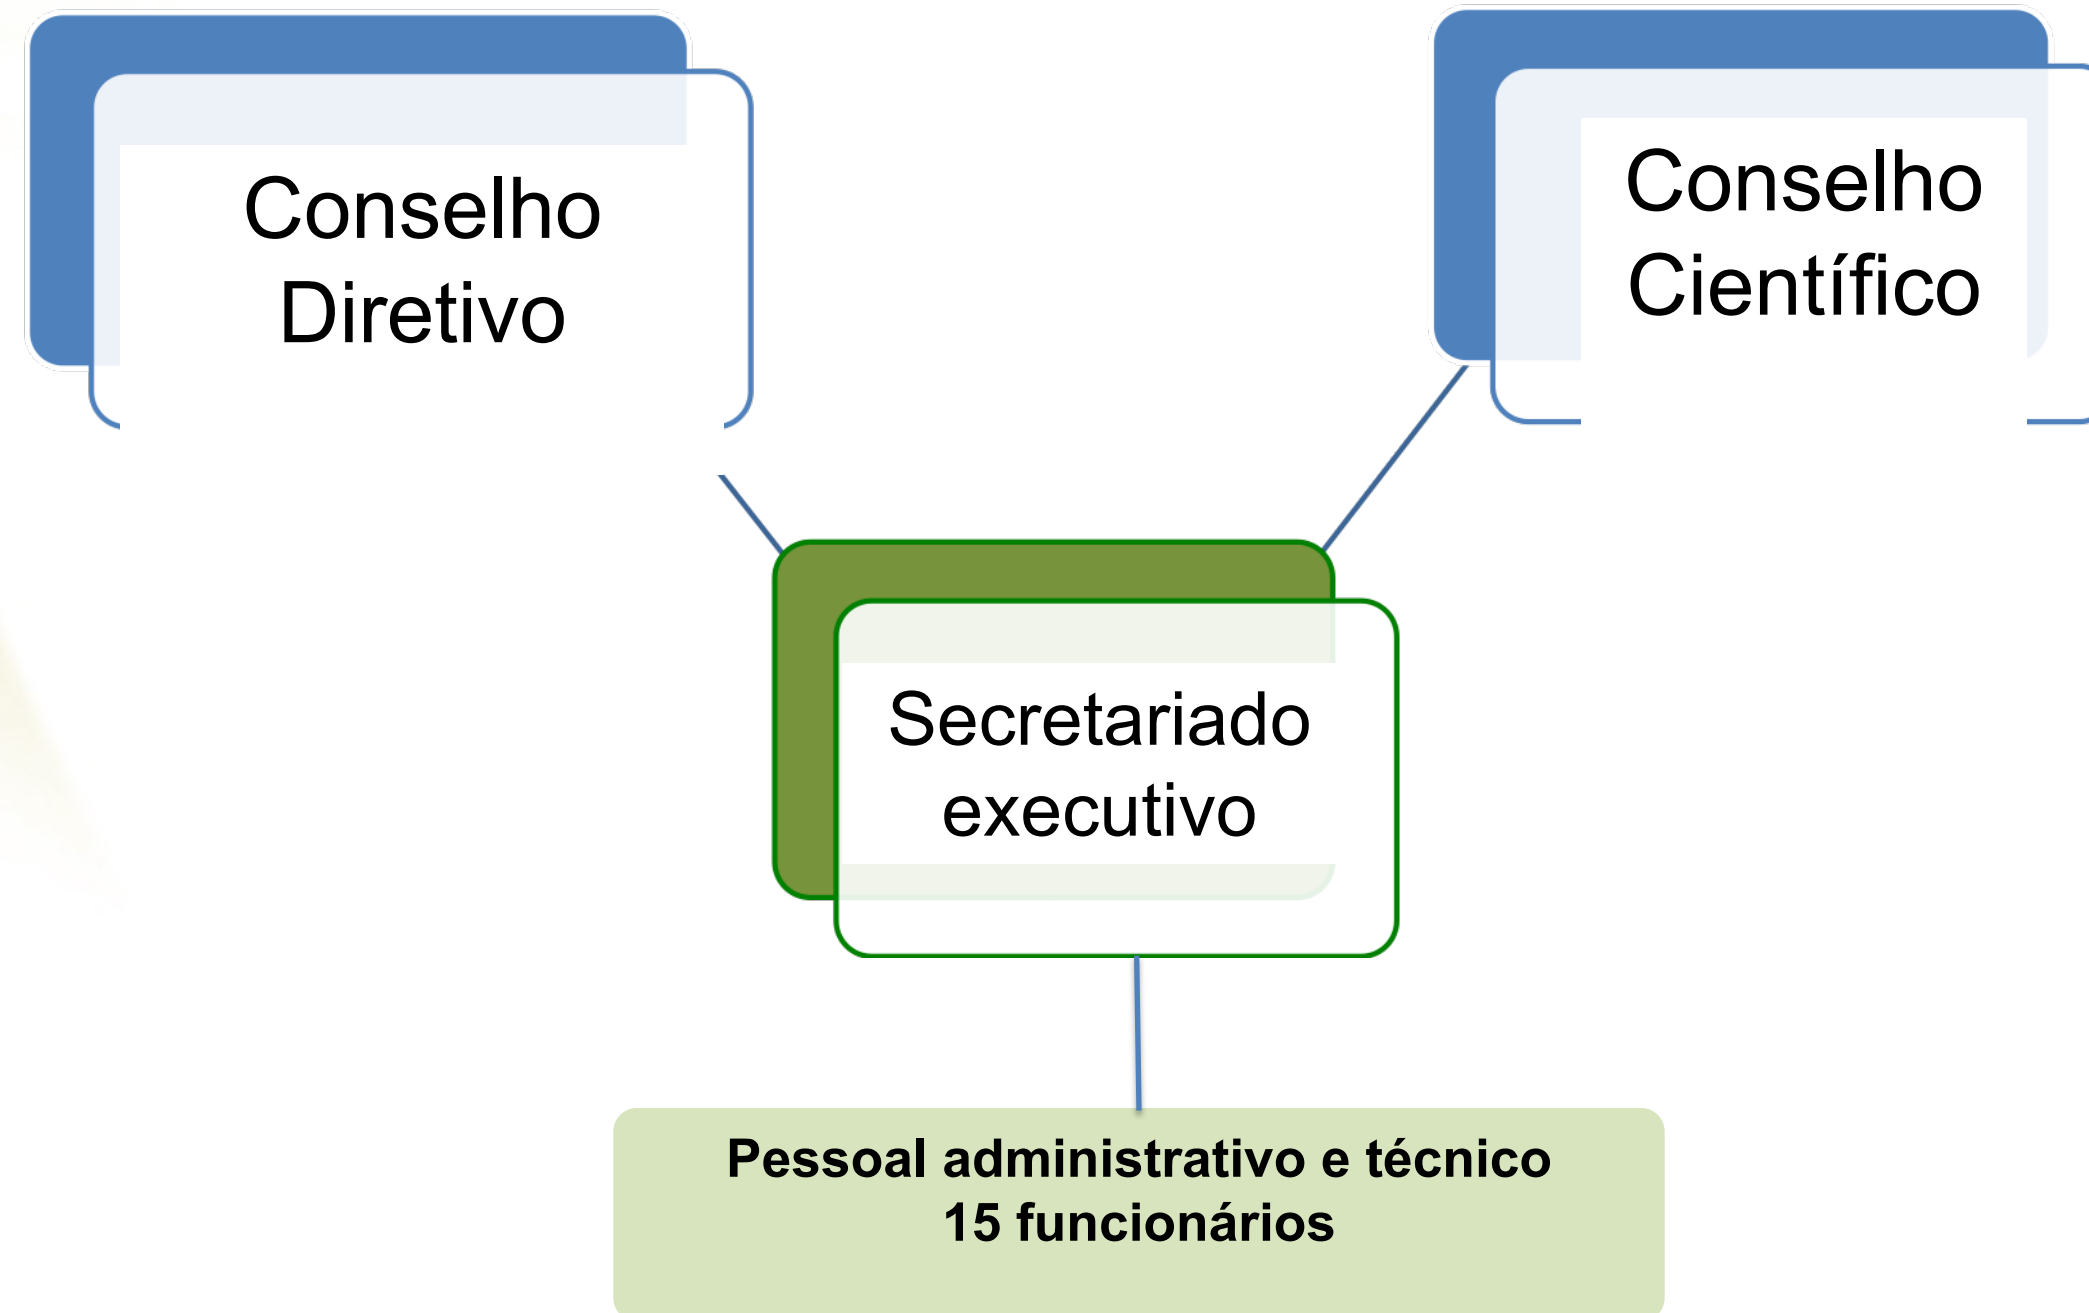 Conselho
Diretivo
Conselho
Científico
Secretariado
executivo
Pessoal administrativo e técnico
15 funcionários